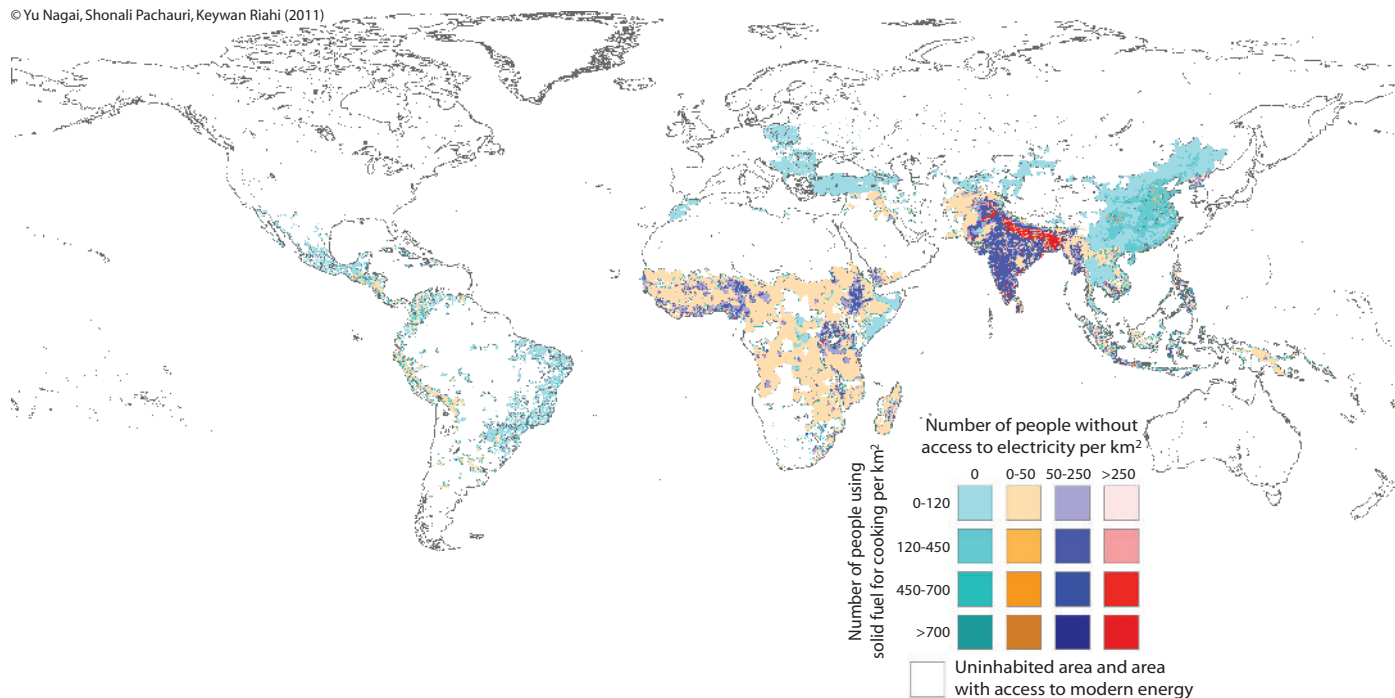 © Yu Nagai, Shonali Pachauri, Keywan Riahi (2011)
Number of people without
access to electricity per km²
0 0-50 50-250 >250
Number of people using
solid fuel for cooking per km²
0-120
120-450
450-700
>700
Uninhabited area and area
with access to modern energy